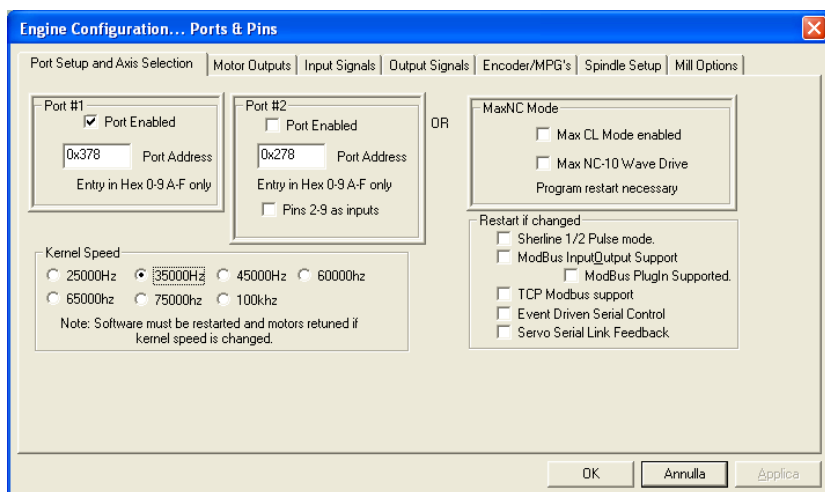 Engine Configuration... Ports & Pins
Port Setup and Axis Selection Motor Outputs Input Signals Output Signals Encoder/MPG's Spindle Setup Mill Options
Port #1
Port Enabled
0x378 Port Address
Entry in Hex 0-9 A-F only
Port #2
Port Enabled
0x278 Port Address
Entry in Hex 0-9 A-F only
Pins 2-9 as inputs
OR
MaxNC Mode
Max CL Mode enabled
Max NC-10 Wave Drive
Program restart necessary
Kernel Speed
25000Hz 35000Hz 45000Hz 60000hz
65000hz 75000hz 100khz
Note: Software must be restarted and motors retuned if
kernel speed is changed.
Restart if changed
Sherline 1/2 Pulse mode.
ModBus InputOutput Support
ModBus PlugIn Supported.
TCP Modbus support
Event Driven Serial Control
Servo Serial Link Feedback
OK Annulla Applica